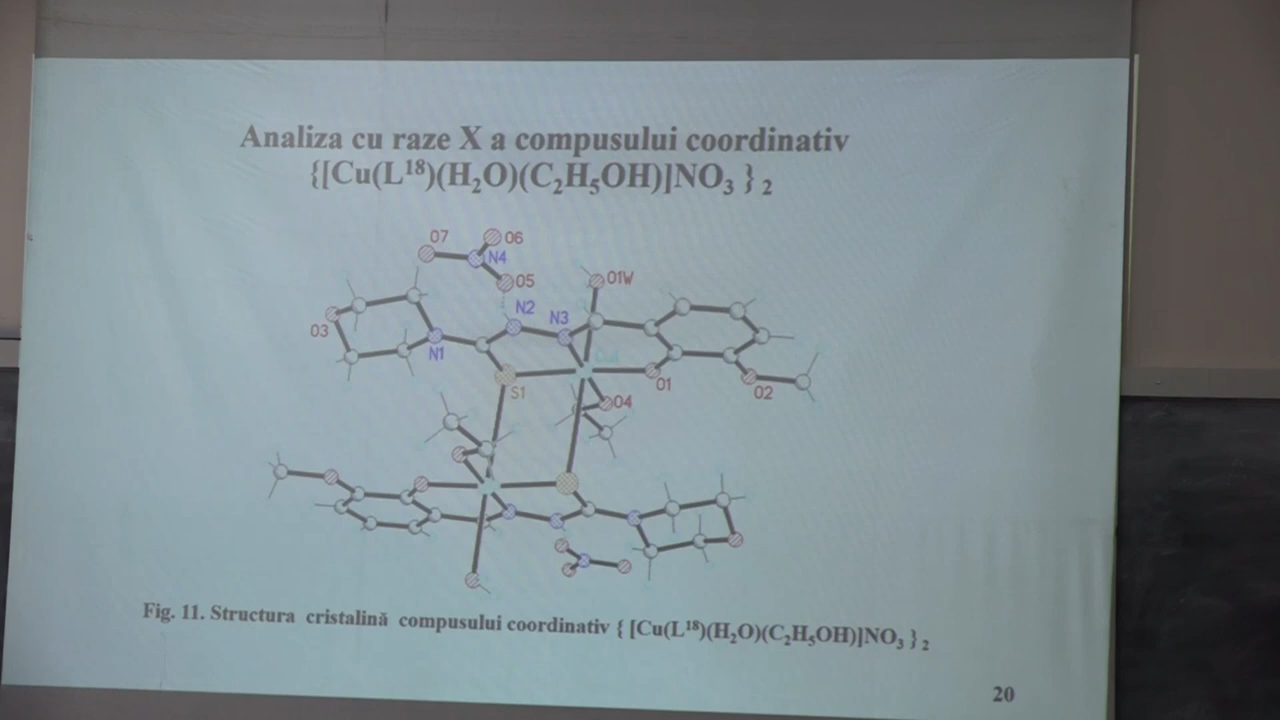 Analiza cu raze X a compusului coordinativ
{[Cu(L¹⁸)(H₂O)(C₂H₅OH)]NO₃ }₂
O7
O6
N4
O5
O1W
N2
N3
O3
N1
S1
O1
O2
O4
Fig. 11. Structura cristalină compusului coordinativ { [Cu(L¹⁸)(H₂O)(C₂H₅OH)]NO₃ }₂
20